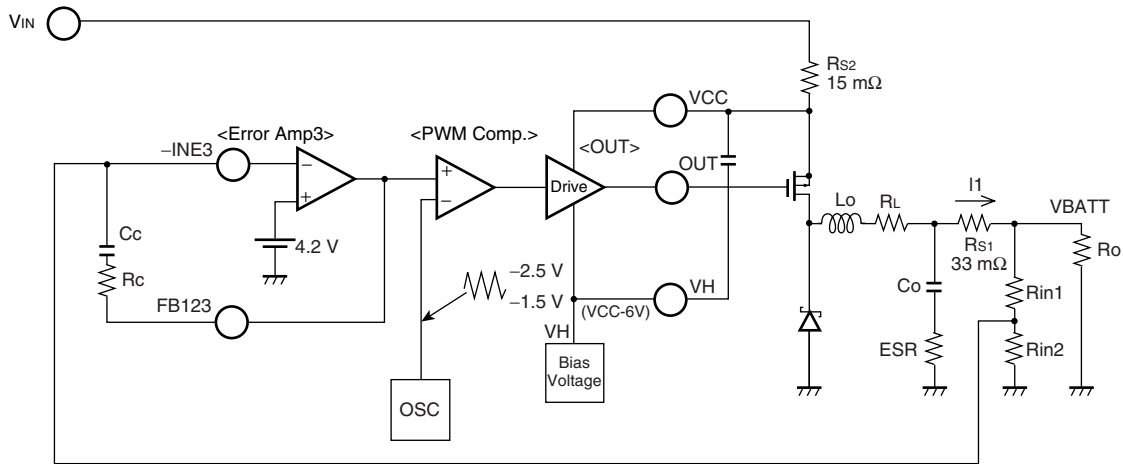 VIN
RS2
15 mΩ
VCC
<Error Amp3>
<PWM Comp.>
−INE3
<OUT>
OUT
−
+
+
−
Drive
I1
Lo
RL
VBATT
Cc
4.2 V
RS1
33 mΩ
Ro
Rc
−2.5 V
−1.5 V
VH
Co
Rin1
FB123
(VCC-6V)
VH
ESR
Rin2
Bias
Voltage
OSC